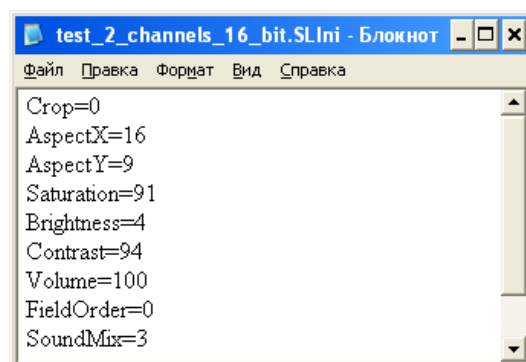 test_2_channels_16_bit.SLIni - Блокнот
Файл Правка Формат Вид Справка
Crop=0
AspectX=16
AspectY=9
Saturation=91
Brightness=4
Contrast=94
Volume=100
FieldOrder=0
SoundMix=3